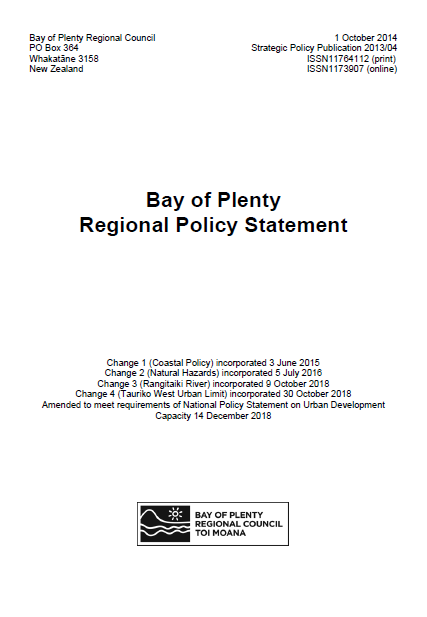 Bay of Plenty Regional Council
PO Box 364
Whakatāne 3158
New Zealand
1 October 2014
Strategic Policy Publication 2013/04
ISSN11764112 (print)
ISSN1173907 (online)
Bay of Plenty
Regional Policy Statement
Change 1 (Coastal Policy) incorporated 3 June 2015
Change 2 (Natural Hazards) incorporated 5 July 2016
Change 3 (Rangitaiki River) incorporated 9 October 2018
Change 4 (Tauriko West Urban Limit) incorporated 30 October 2018
Amended to meet requirements of National Policy Statement on Urban Development
Capacity 14 December 2018
BAY OF PLENTY
REGIONAL COUNCIL
TOI MOANA